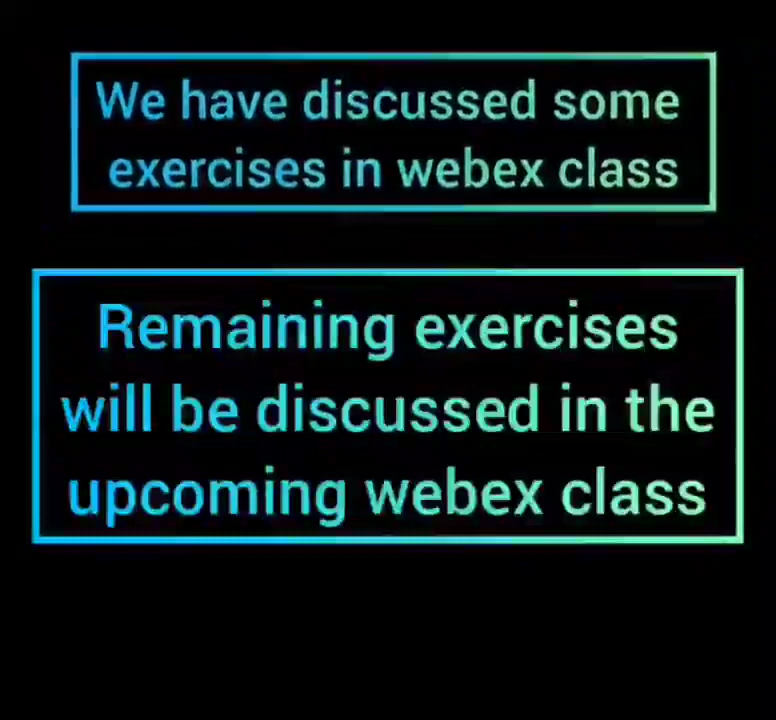 We have discussed some
exercises in webex class
Remaining exercises
will be discussed in the
upcoming webex class